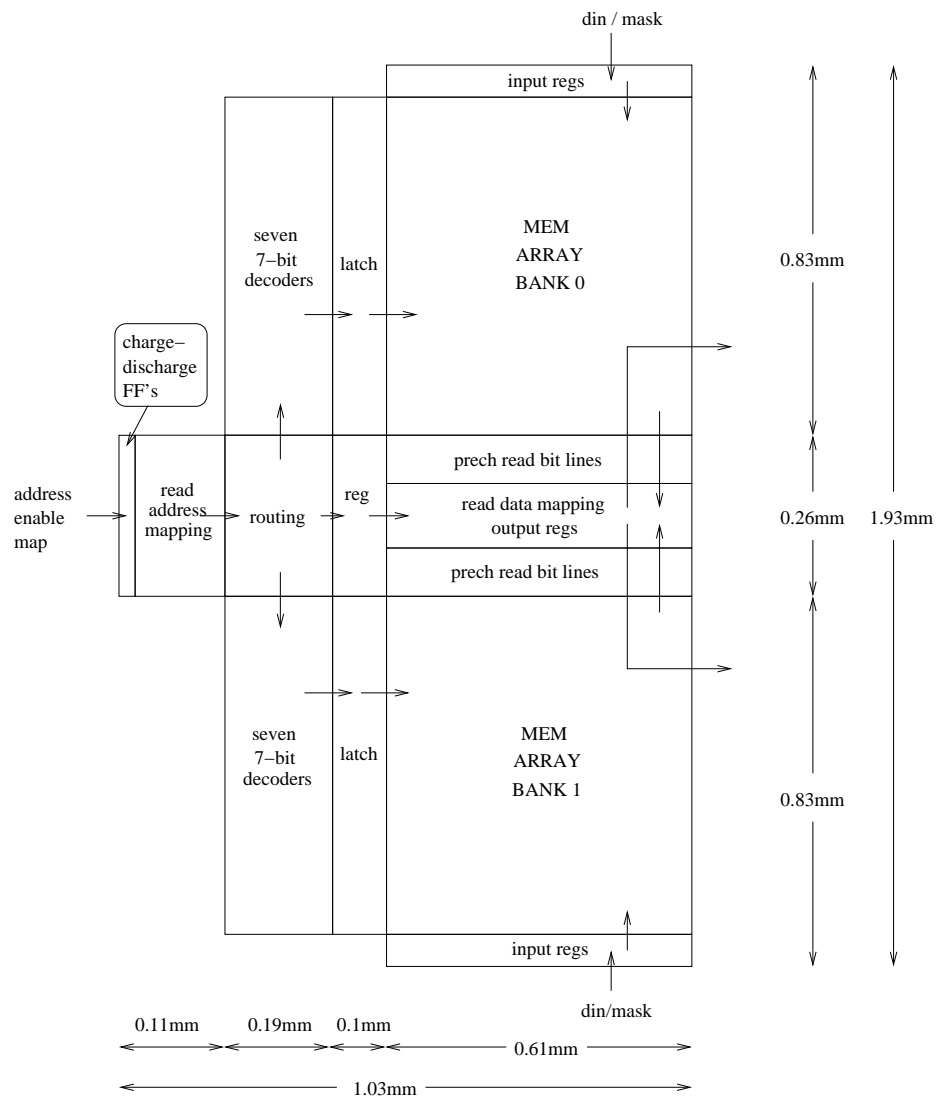 din / mask
input regs
MEM
ARRAY
BANK 0
seven
7−bit
decoders
latch
0.83mm
charge−
discharge
FF's
address
enable
map
read
address
mapping
routing
reg
prech read bit lines
read data mapping
output regs
prech read bit lines
0.26mm
1.93mm
seven
7−bit
decoders
latch
MEM
ARRAY
BANK 1
0.83mm
input regs
din/mask
0.11mm
0.19mm
0.1mm
0.61mm
1.03mm